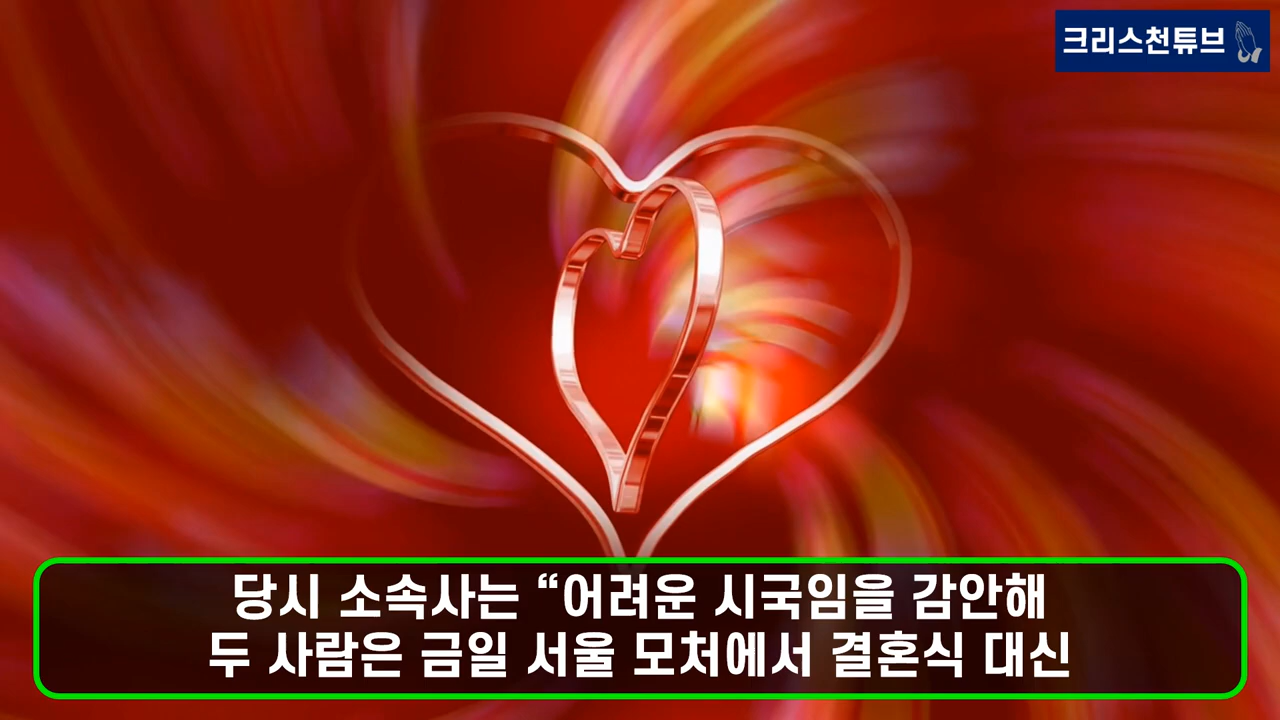 크리스천튜브
당시 소속사는 “어려운 시국임을 감안해
두 사람은 금일 서울 모처에서 결혼식 대신